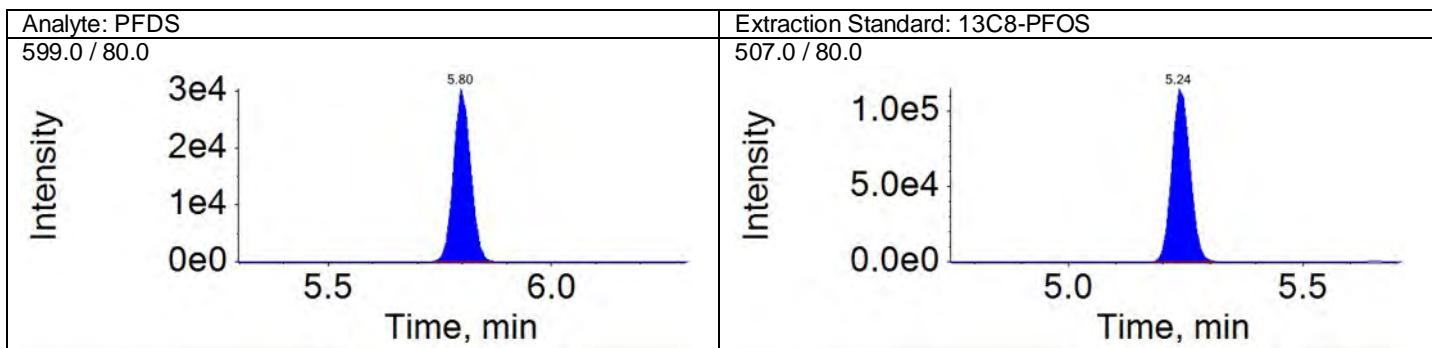 Analyte: PFDS
599.0 / 80.0
5.80
3e4
2e4
1e4
0e0
Intensity
5.5 6.0
Time, min
Extraction Standard: 13C8-PFOS
507.0 / 80.0
5.24
1.0e5
5.0e4
0.0e0
Intensity
5.0 5.5
Time, min